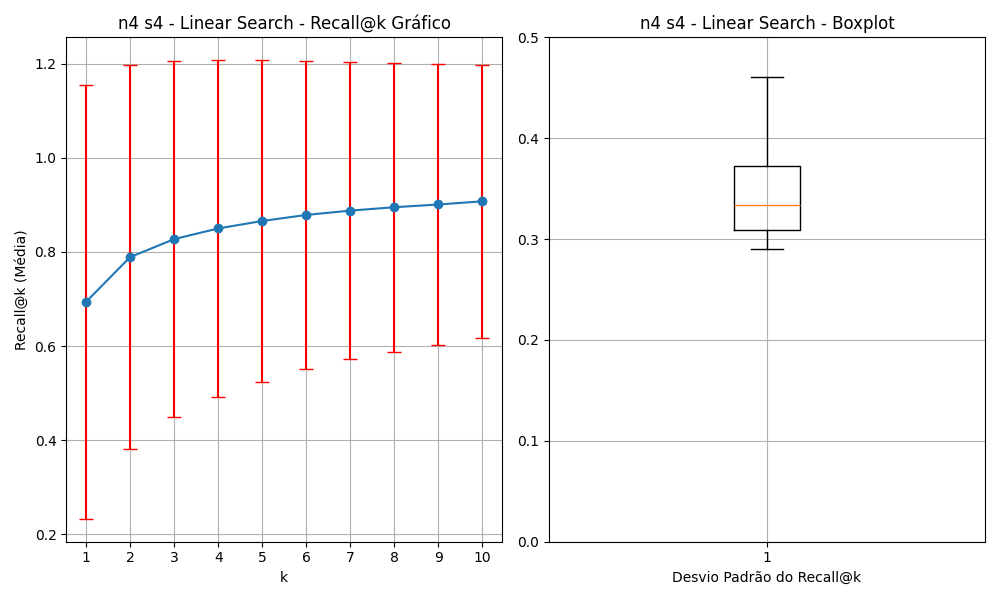 n4 s4 - Linear Search - Recall@k Gráfico
Recall@k (Média)
1.2
1.0
0.8
0.6
0.4
0.2
1 2 3 4 5 6 7 8 9 10
k
n4 s4 - Linear Search - Boxplot
0.5
0.4
0.3
0.2
0.1
0.0
1
Desvio Padrão do Recall@k